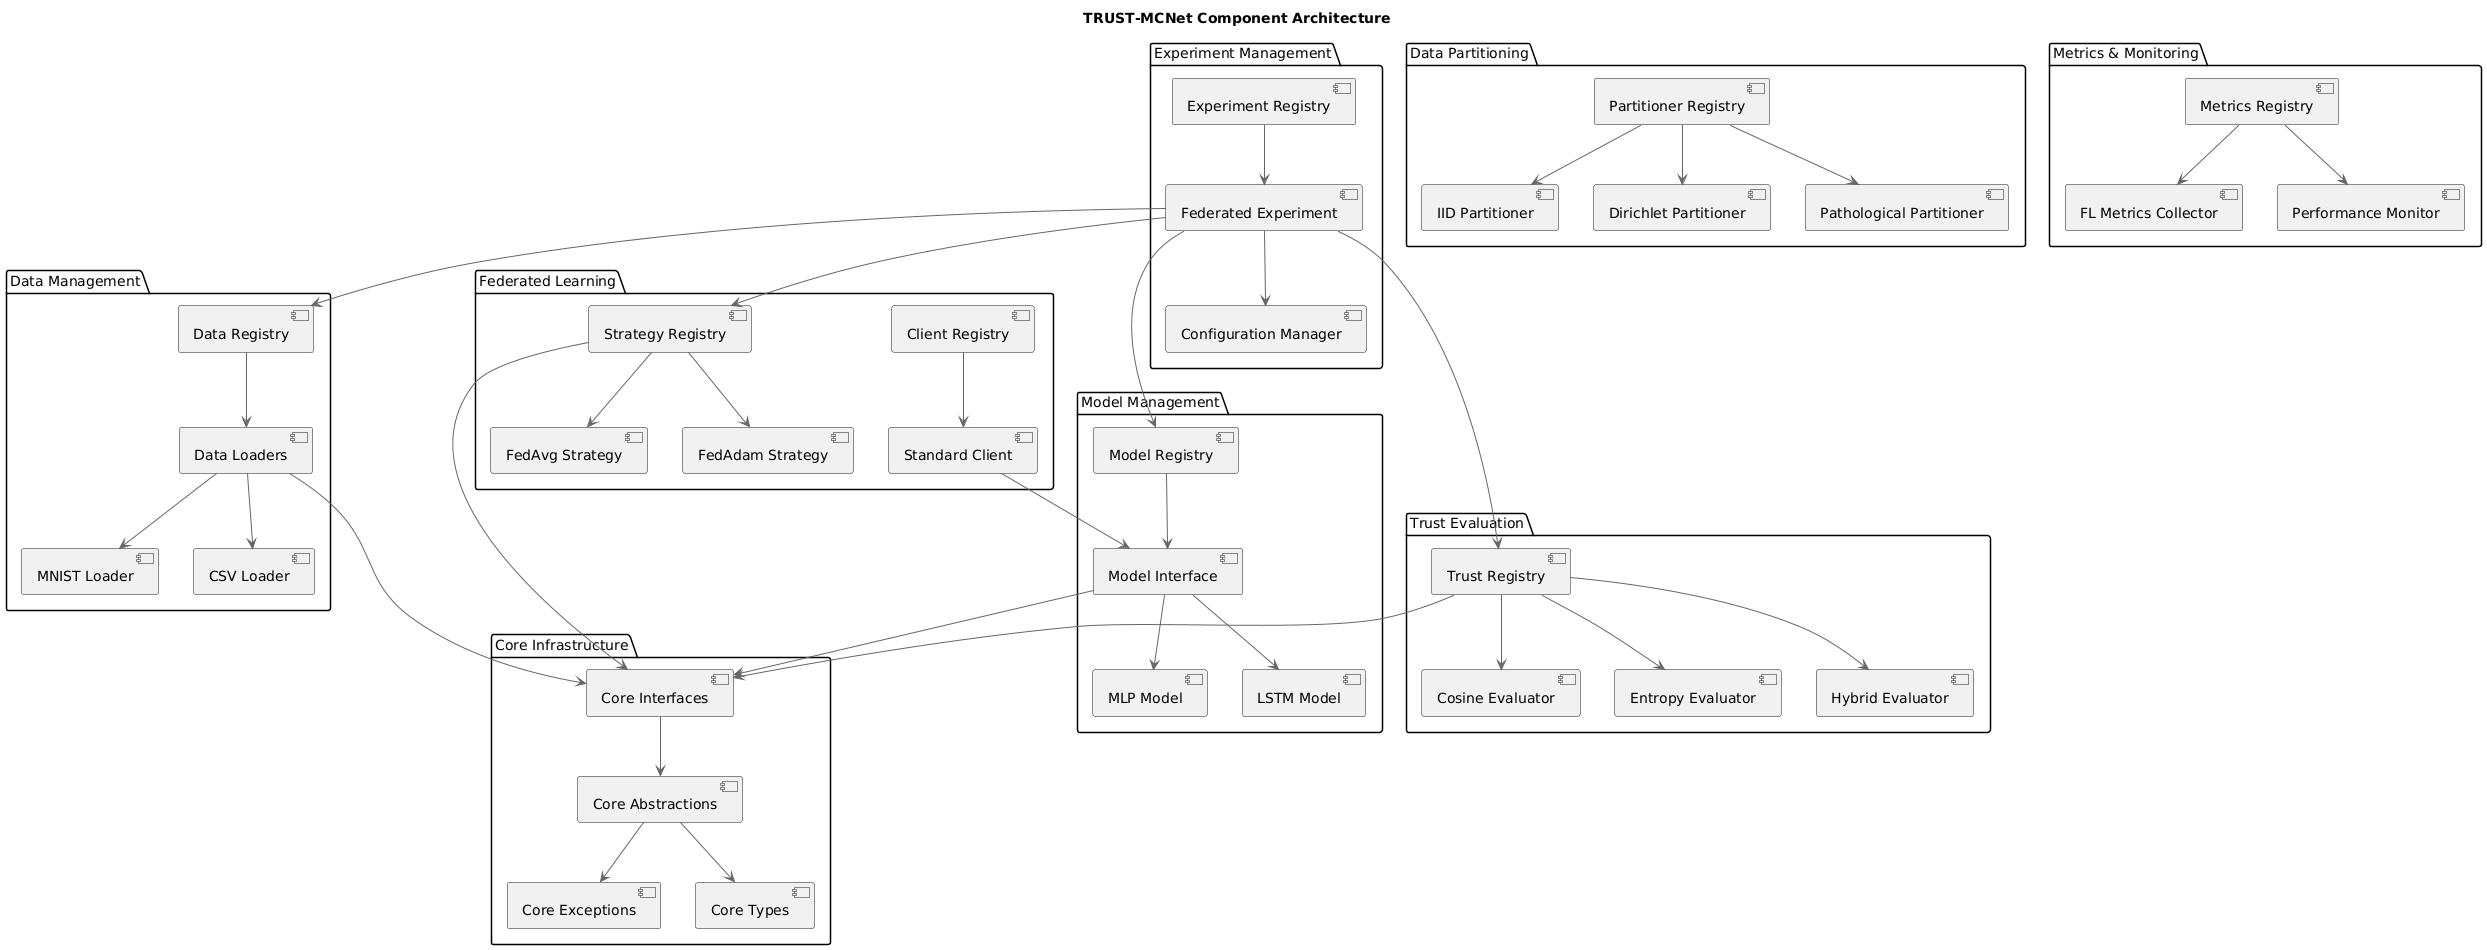 TRUST-MCNet Component Architecture
Experiment Management
Experiment Registry
Federated Experiment
Configuration Manager
Data Partitioning
Partitioner Registry
IID Partitioner
Dirichlet Partitioner
Pathological Partitioner
Metrics & Monitoring
Metrics Registry
FL Metrics Collector
Performance Monitor
Data Management
Data Registry
Data Loaders
MNIST Loader
CSV Loader
Federated Learning
Strategy Registry
Client Registry
FedAvg Strategy
FedAdam Strategy
Standard Client
Model Management
Model Registry
Model Interface
MLP Model
LSTM Model
Trust Evaluation
Trust Registry
Cosine Evaluator
Entropy Evaluator
Hybrid Evaluator
Core Infrastructure
Core Interfaces
Core Abstractions
Core Exceptions
Core Types